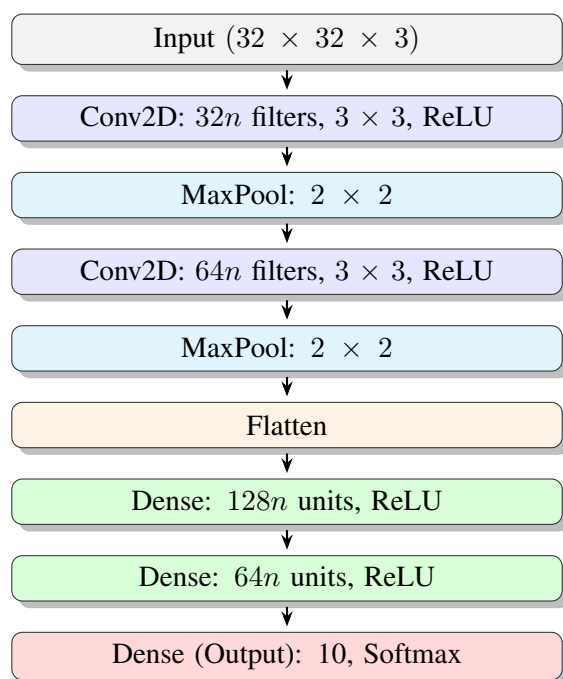 Input (32 × 32 × 3)
Conv2D: 32n filters, 3 × 3, ReLU
MaxPool: 2 × 2
Conv2D: 64n filters, 3 × 3, ReLU
MaxPool: 2 × 2
Flatten
Dense: 128n units, ReLU
Dense: 64n units, ReLU
Dense (Output): 10, Softmax